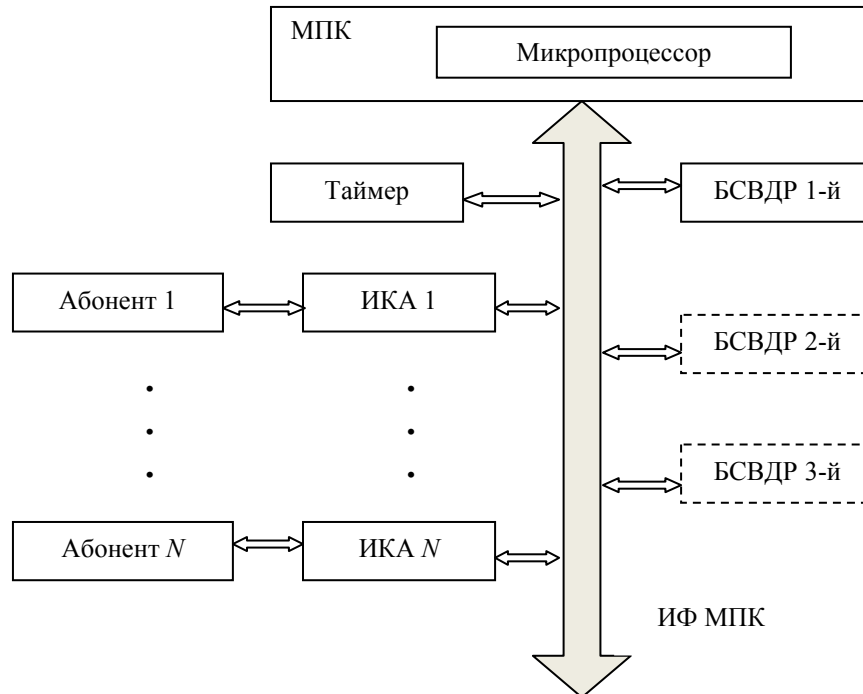 МПК
Микропроцессор
Таймер
БСВДР 1-й
Абонент 1
ИКА 1
БСВДР 2-й
БСВДР 3-й
Абонент N
ИКА N
ИФ МПК